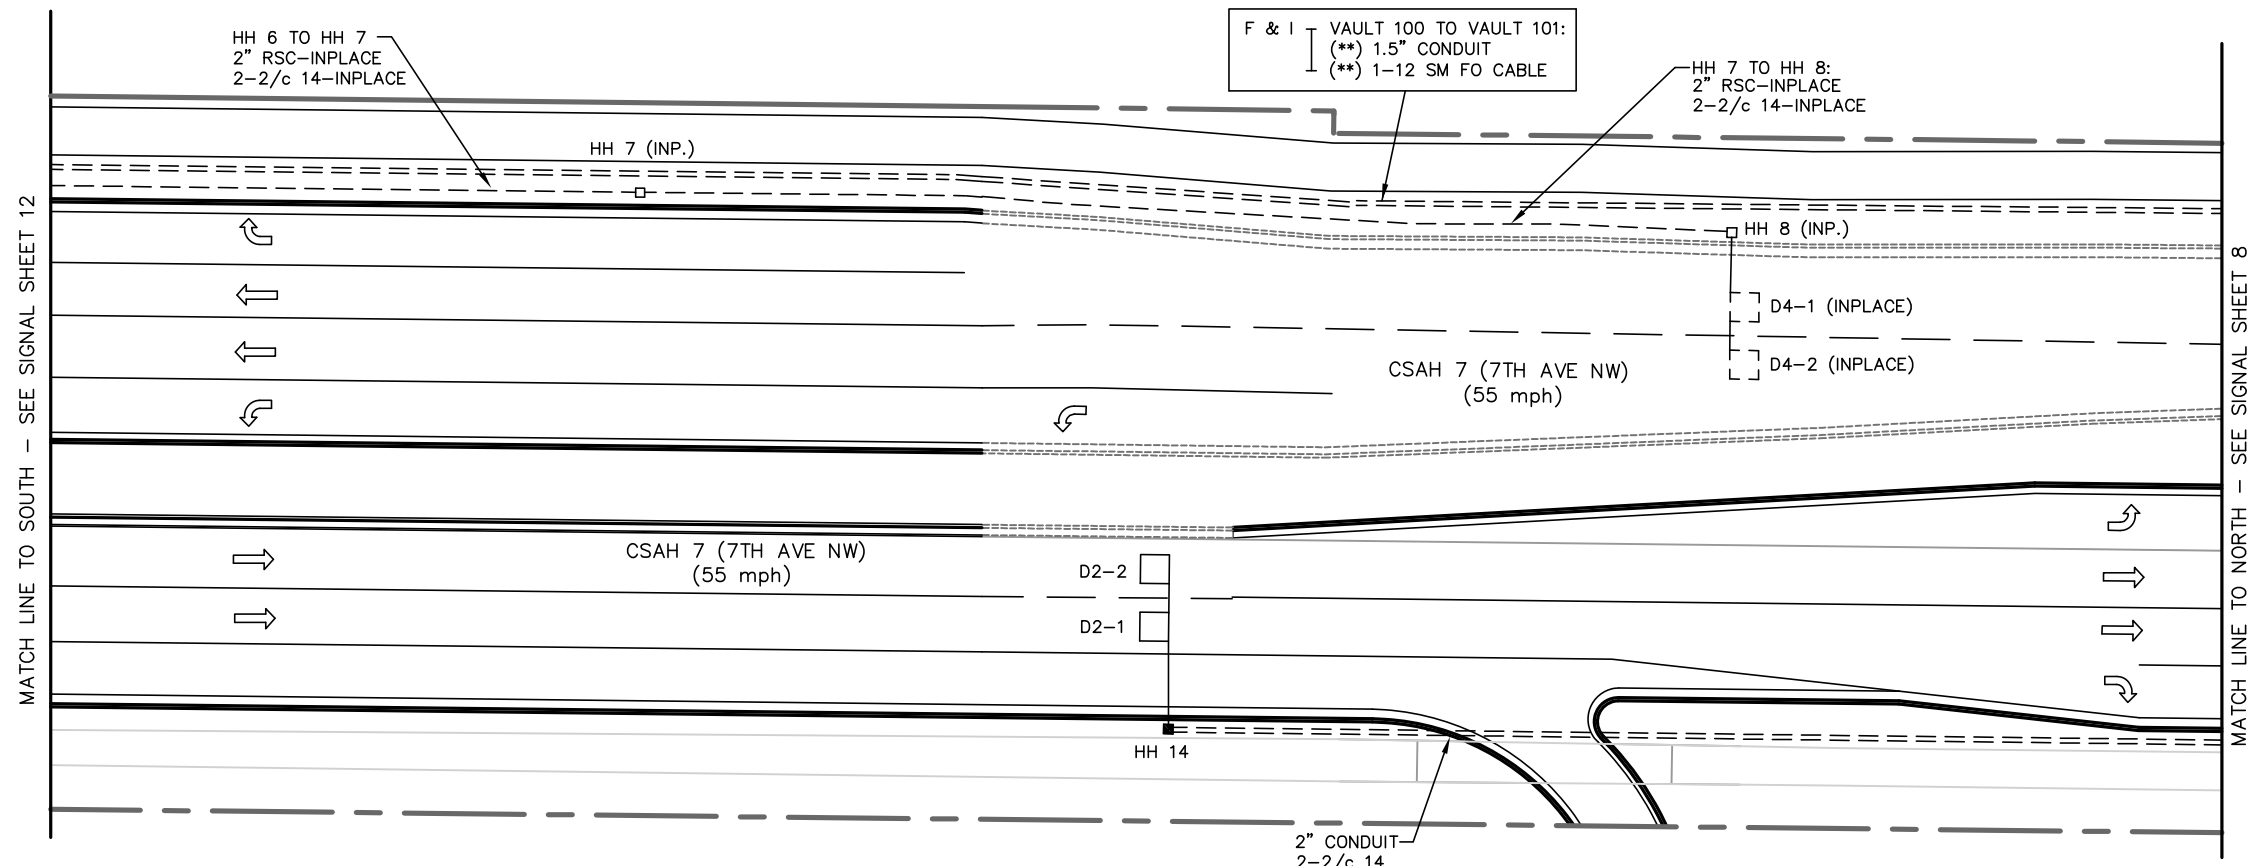 HH 6 TO HH 7
2" RSC-INPLACE
2-2/c 14-INPLACE
F & I
VAULT 100 TO VAULT 101:
(**) 1.5" CONDUIT
(**) 1-12 SM FO CABLE
HH 7 TO HH 8:
2" RSC-INPLACE
2-2/c 14-INPLACE
HH 7 (INP.)
HH 8 (INP.)
MATCH LINE TO SOUTH - SEE SIGNAL SHEET 12
MATCH LINE TO NORTH - SEE SIGNAL SHEET 8
D4-1 (INPLACE)
D4-2 (INPLACE)
CSAH 7 (7TH AVE NW)
(55 mph)
CSAH 7 (7TH AVE NW)
(55 mph)
D2-2
D2-1
HH 14
2" CONDUIT
2-2/c 14